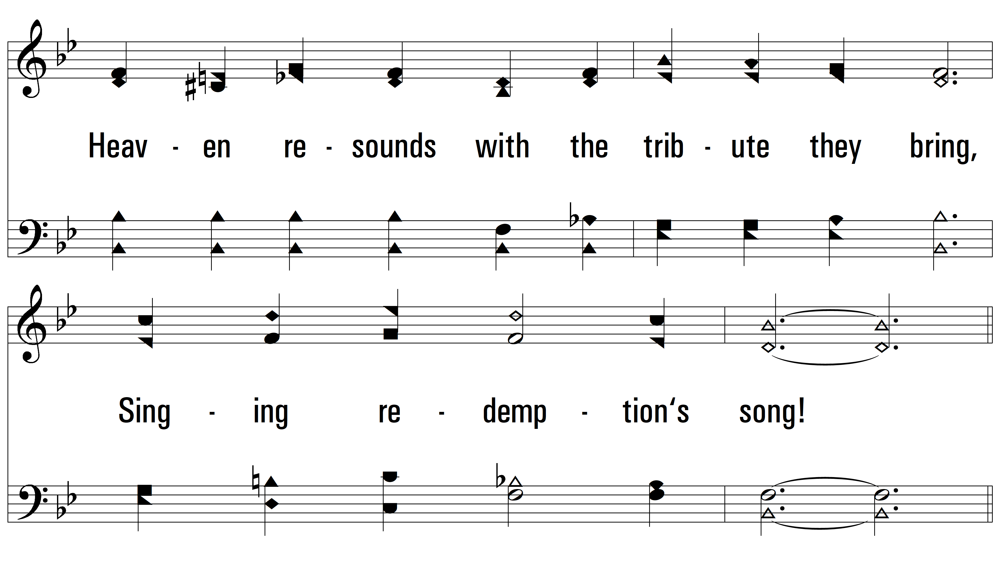 Heav - en re - sounds with the trib - ute they bring,
Sing - ing re - demp - tion‘s song!